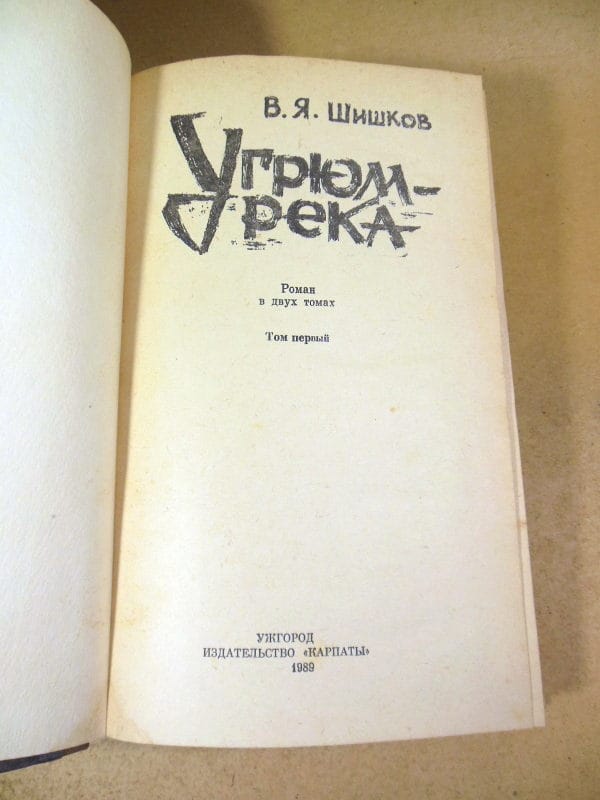 В. Я. Шишков
Угрюм-
река
Роман
в двух томах
Том первый
УЖГОРОД
ИЗДАТЕЛЬСТВО «КАРПАТЫ»
1989